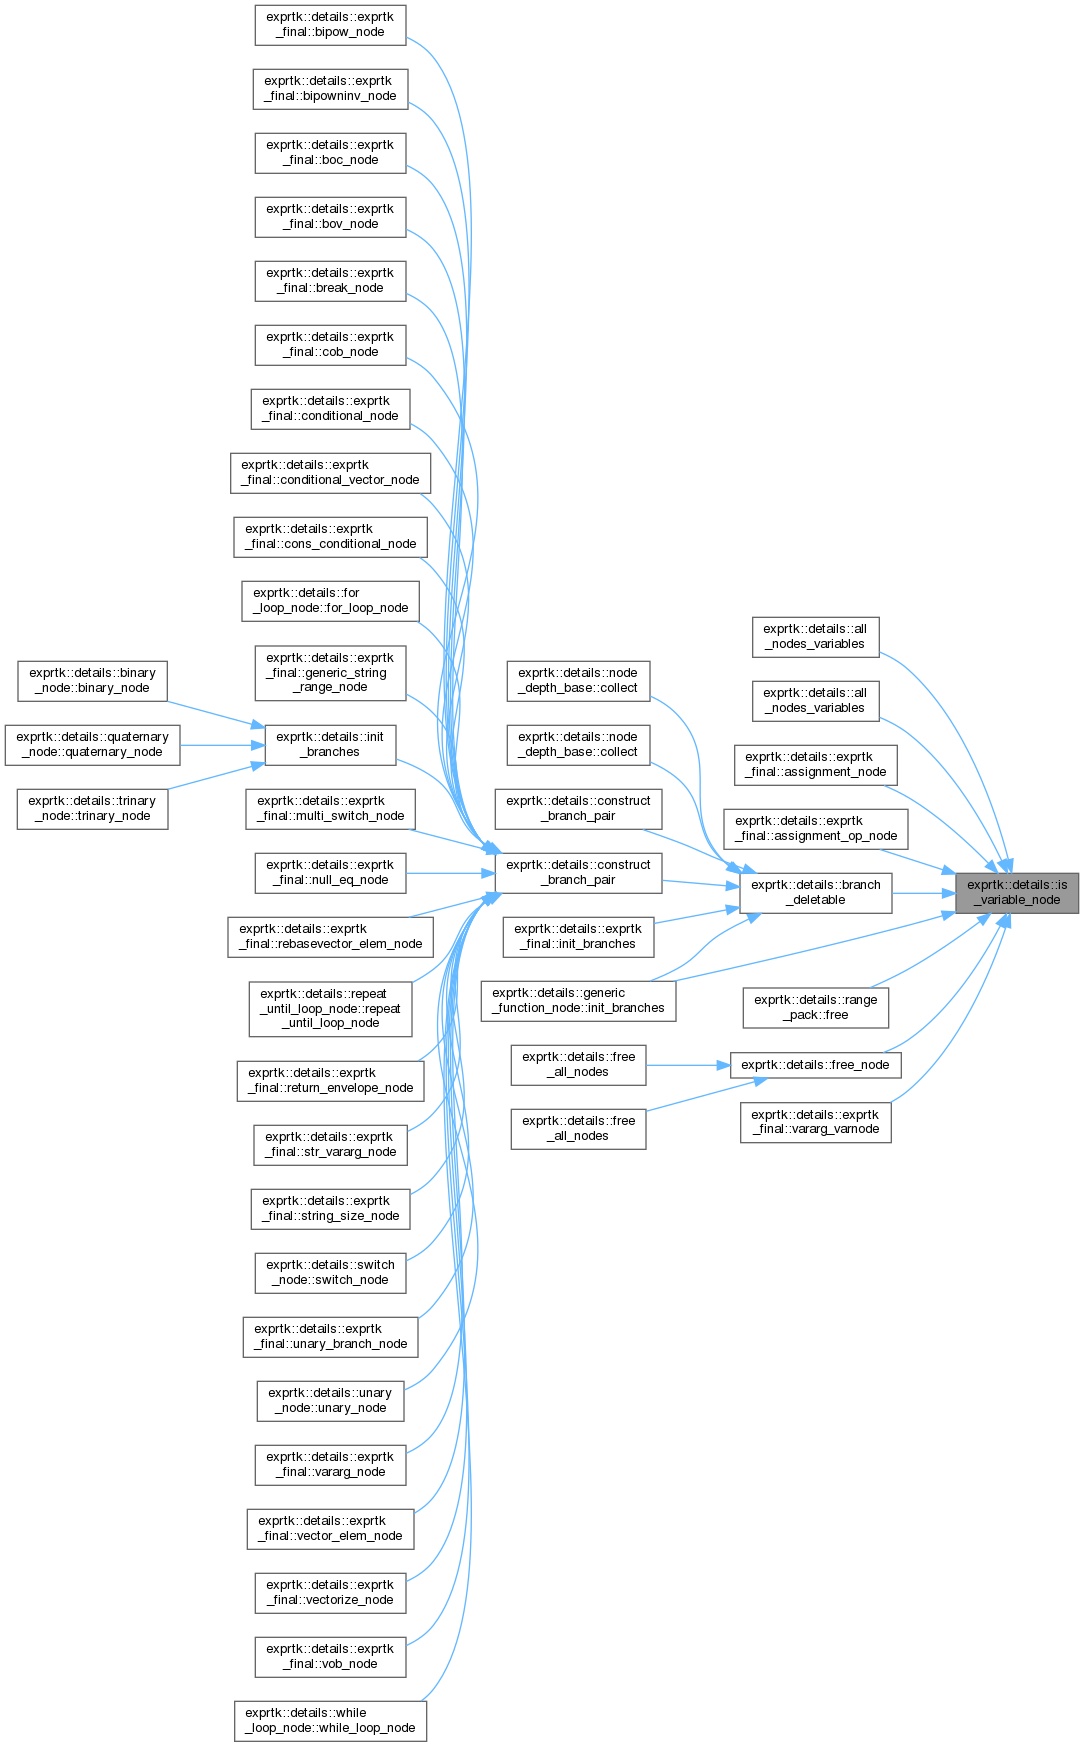 exprtk::details::exprtk
_final::bipow_node
exprtk::details::exprtk
_final::bipowninv_node
exprtk::details::exprtk
_final::boc_node
exprtk::details::exprtk
_final::bov_node
exprtk::details::exprtk
_final::break_node
exprtk::details::exprtk
_final::cob_node
exprtk::details::exprtk
_final::conditional_node
exprtk::details::exprtk
_final::conditional_vector_node
exprtk::details::exprtk
_final::cons_conditional_node
exprtk::details::for
_loop_node::for_loop_node
exprtk::details::exprtk
_final::generic_string
_range_node
exprtk::details::binary
_node::binary_node
exprtk::details::quaternary
_node::quaternary_node
exprtk::details::trinary
_node::trinary_node
exprtk::details::init
_branches
exprtk::details::exprtk
_final::multi_switch_node
exprtk::details::exprtk
_final::null_eq_node
exprtk::details::exprtk
_final::rebasevector_elem_node
exprtk::details::repeat
_until_loop_node::repeat
_until_loop_node
exprtk::details::exprtk
_final::return_envelope_node
exprtk::details::exprtk
_final::str_vararg_node
exprtk::details::exprtk
_final::string_size_node
exprtk::details::switch
_node::switch_node
exprtk::details::exprtk
_final::unary_branch_node
exprtk::details::unary
_node::unary_node
exprtk::details::exprtk
_final::vararg_node
exprtk::details::exprtk
_final::vector_elem_node
exprtk::details::exprtk
_final::vectorize_node
exprtk::details::exprtk
_final::vob_node
exprtk::details::while
_loop_node::while_loop_node
exprtk::details::node
_depth_base::collect
exprtk::details::node
_depth_base::collect
exprtk::details::construct
_branch_pair
exprtk::details::construct
_branch_pair
exprtk::details::exprtk
_final::init_branches
exprtk::details::generic
_function_node::init_branches
exprtk::details::free
_all_nodes
exprtk::details::free
_all_nodes
exprtk::details::all
_nodes_variables
exprtk::details::all
_nodes_variables
exprtk::details::exprtk
_final::assignment_node
exprtk::details::exprtk
_final::assignment_op_node
exprtk::details::branch
_deletable
exprtk::details::range
_pack::free
exprtk::details::free_node
exprtk::details::exprtk
_final::vararg_varnode
exprtk::details::is
_variable_node